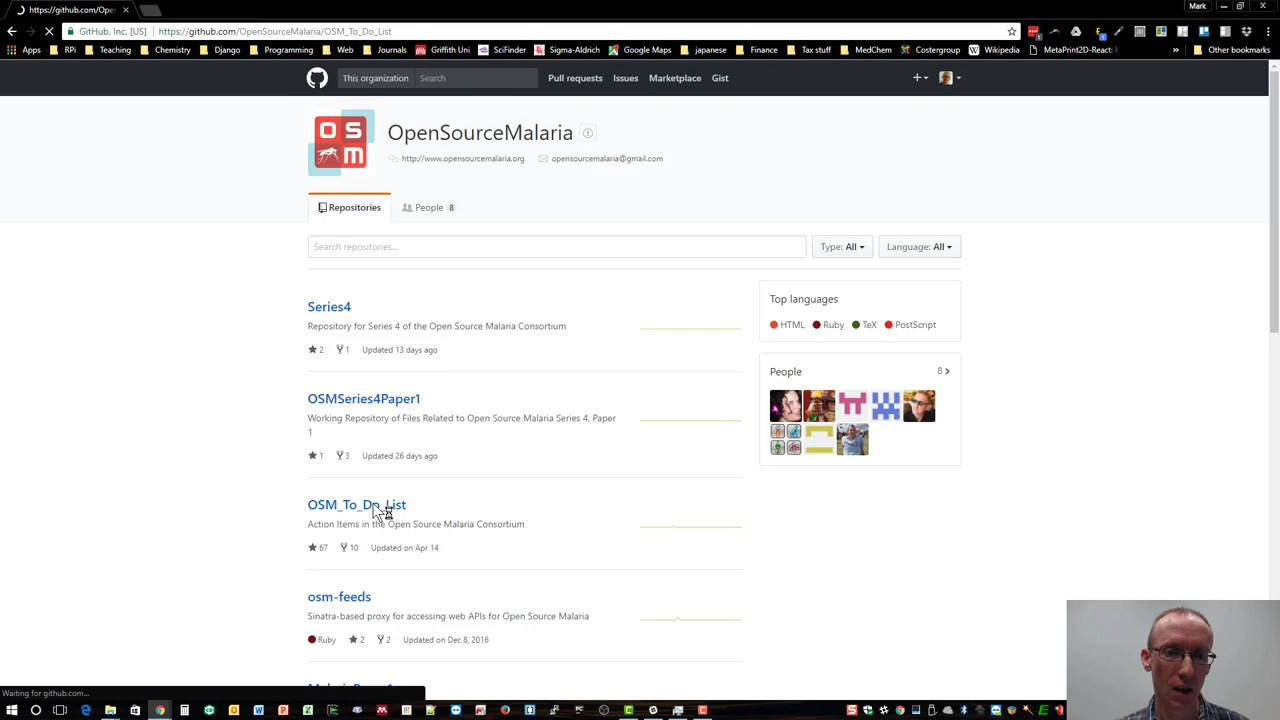 https://github.com/Open
Mark
GitHub, Inc. [US]
https://github.com/OpenSourceMalaria/OSM_To_Do_List
Apps
RPi
Teaching
Chemistry
Django
Programming
Web
Journals
Griffith Uni
SciFinder
Sigma-Aldrich
Google Maps
japanese
Finance
Tax stuff
MedChem
Costergroup
Wikipedia
MetaPrint2D-React:
»
Other bookmarks
This organization
Search
Pull requests
Issues
Marketplace
Gist
OSM
OpenSourceMalaria
http://www.opensourcemalaria.org
opensourcemalaria@gmail.com
Repositories
People 8
Search repositories...
Type: All
Language: All
Series4
Repository for Series 4 of the Open Source Malaria Consortium
2 1 Updated 13 days ago
OSMSeries4Paper1
Working Repository of Files Related to Open Source Malaria Series 4, Paper
1
1 3 Updated 26 days ago
OSM_To_Do_List
Action Items in the Open Source Malaria Consortium
67 10 Updated on Apr 14
osm-feeds
Sinatra-based proxy for accessing web APIs for Open Source Malaria
Ruby 2 2 Updated on Dec 8, 2016
Top languages
HTML Ruby TeX PostScript
People 8
Waiting for github.com...